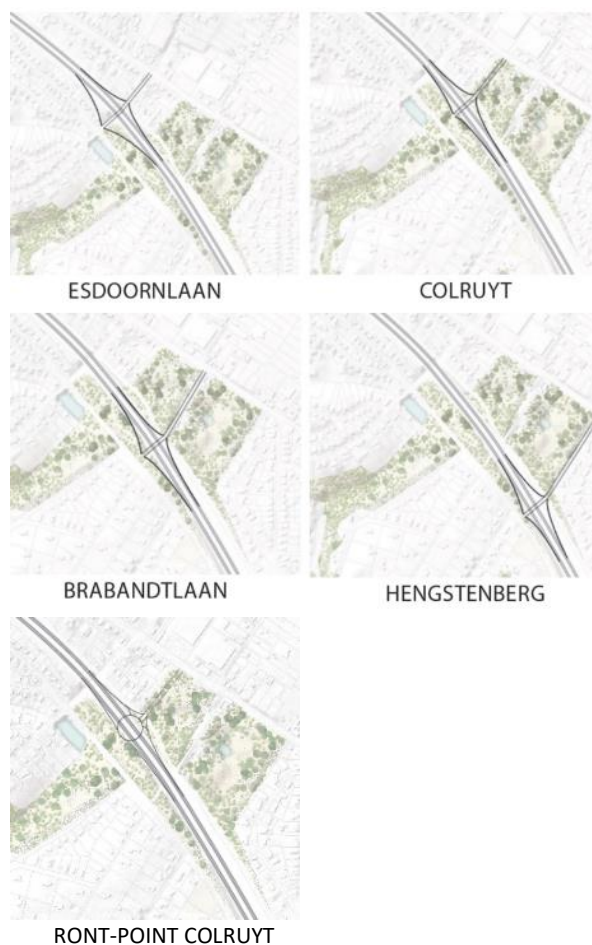 ESDOORNLAAN
COLRUYT
BRABANDTLAAN
HENGSTENBERG
RONT-POINT COLRUYT